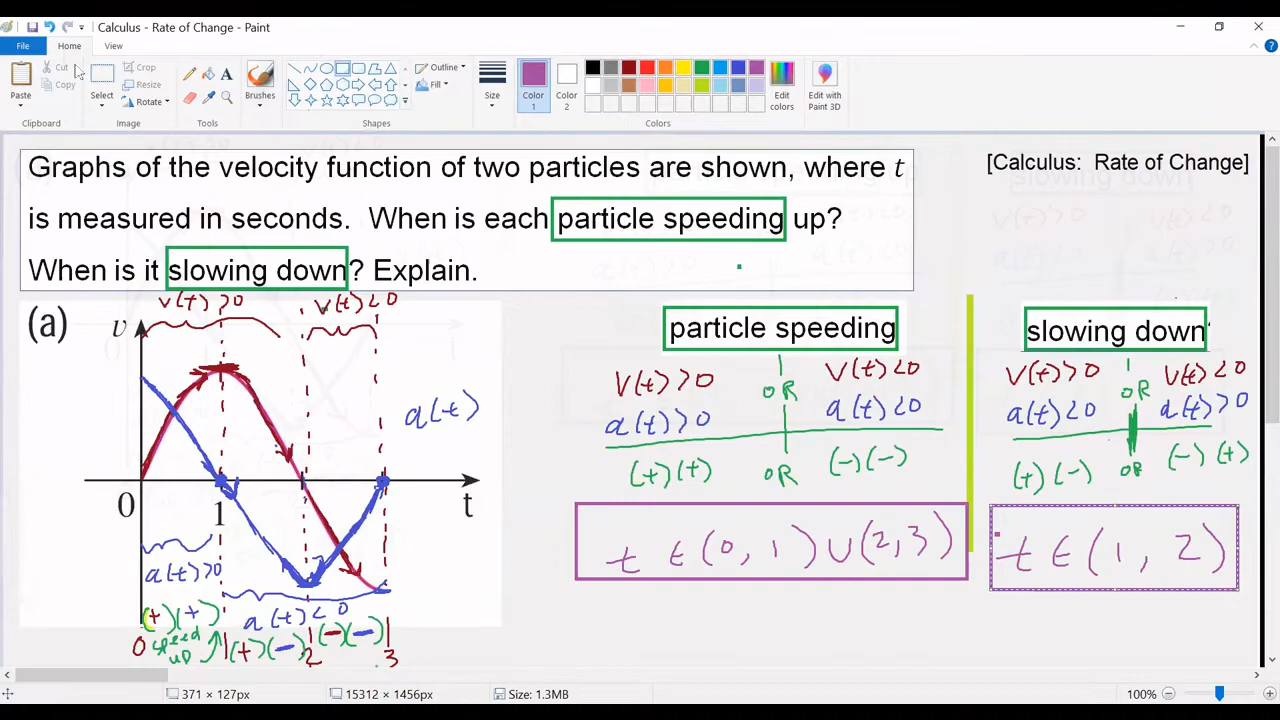 Calculus - Rate of Change - Paint
File Home View
Paste Cut Copy Clipboard
Select Crop Resize Rotate Image
Tools
Brushes
Outline Fill Shapes
Size
Color 1 Color 2
Edit colors
Colors
Edit with Paint 3D
Graphs of the velocity function of two particles are shown, where t
is measured in seconds. When is each particle speeding up?
When is it slowing down? Explain.
[Calculus: Rate of Change]
v(t) >0 v(t) <0
(a) v
a(t)
0 1 t
a(t) >0
a(t) < 0
(+)(+)
speed up
(+)(-) (-)(-)
0 1 2 3
particle speeding
v(t) >0 OR v(t) <0
a(t) >0 a(t) <0
(+)(+) OR (-)(-)
t ∈ (0, 1) ∪ (2,3)
slowing down
v(t) >0 OR v(t) <0
a(t) <0 a(t) >0
(+)(-) OR (-)(+)
t ∈ (1, 2)
371 × 127px 15312 × 1456px Size: 1.3MB 100%